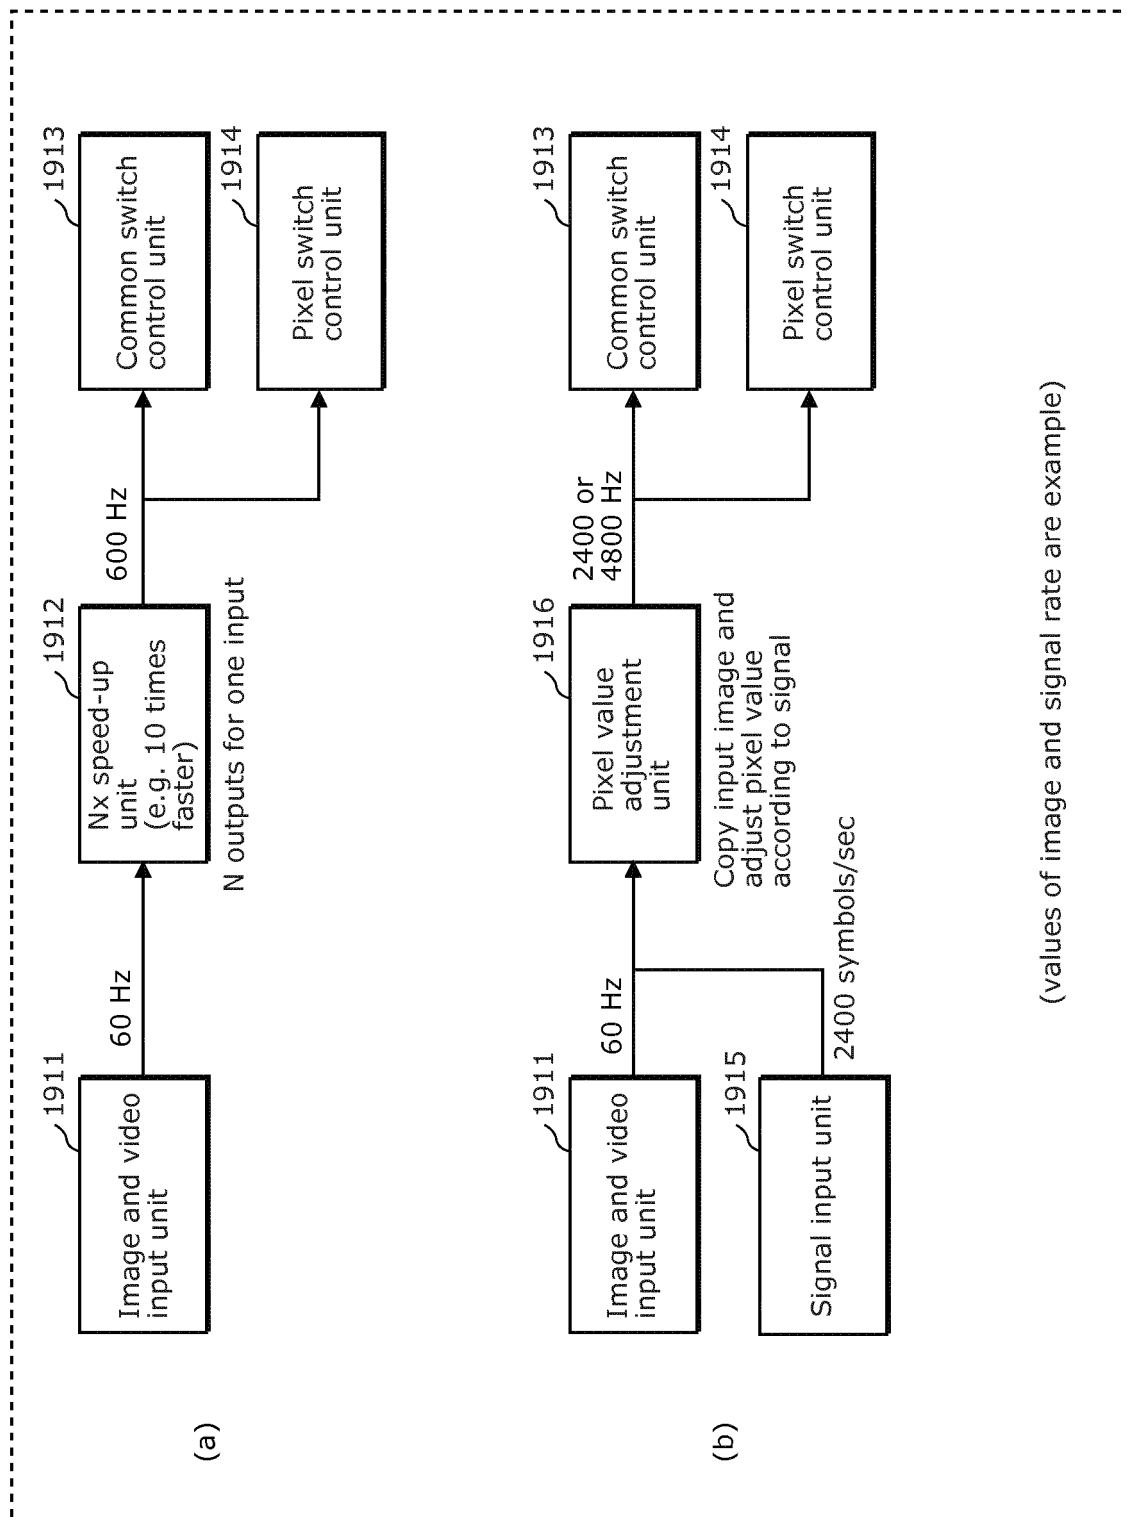 (a)
1911
Image and video
input unit
60 Hz
1912
Nx speed-up
unit
(e.g. 10 times
faster)
N outputs for one input
600 Hz
1913
Common switch
control unit
1914
Pixel switch
control unit
(b)
1911
Image and video
input unit
60 Hz
1915
Signal input unit
2400 symbols/sec
1916
Pixel value
adjustment
unit
Copy input image and
adjust pixel value
according to signal
2400 or
4800 Hz
1913
Common switch
control unit
1914
Pixel switch
control unit
(values of image and signal rate are example)